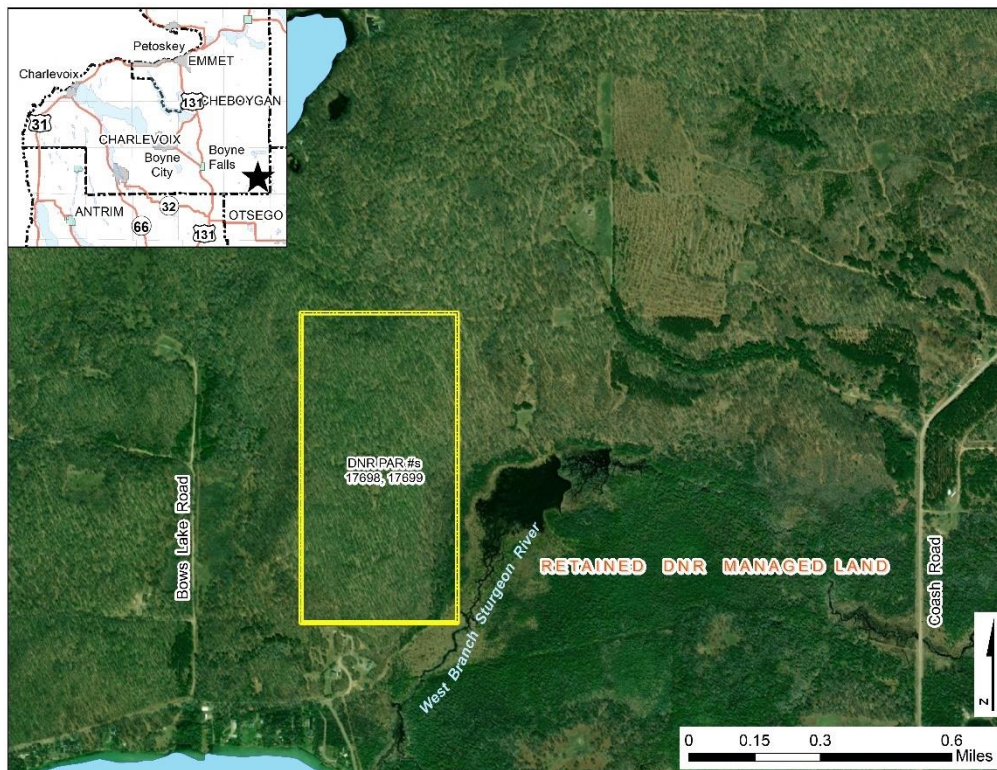 Petoskey
EMMET
Charlevoix
131
CHEBOYGAN
31
CHARLEVOIX
Boyne
City
Boyne
Falls
ANTRIM
32
OTSEGO
66
131
DNR PAR #s
17698, 17699
Bows Lake Road
West Branch Sturgeon River
RETAINED DNR MANAGED LAND
Coash Road
N
0 0.15 0.3 0.6
Miles